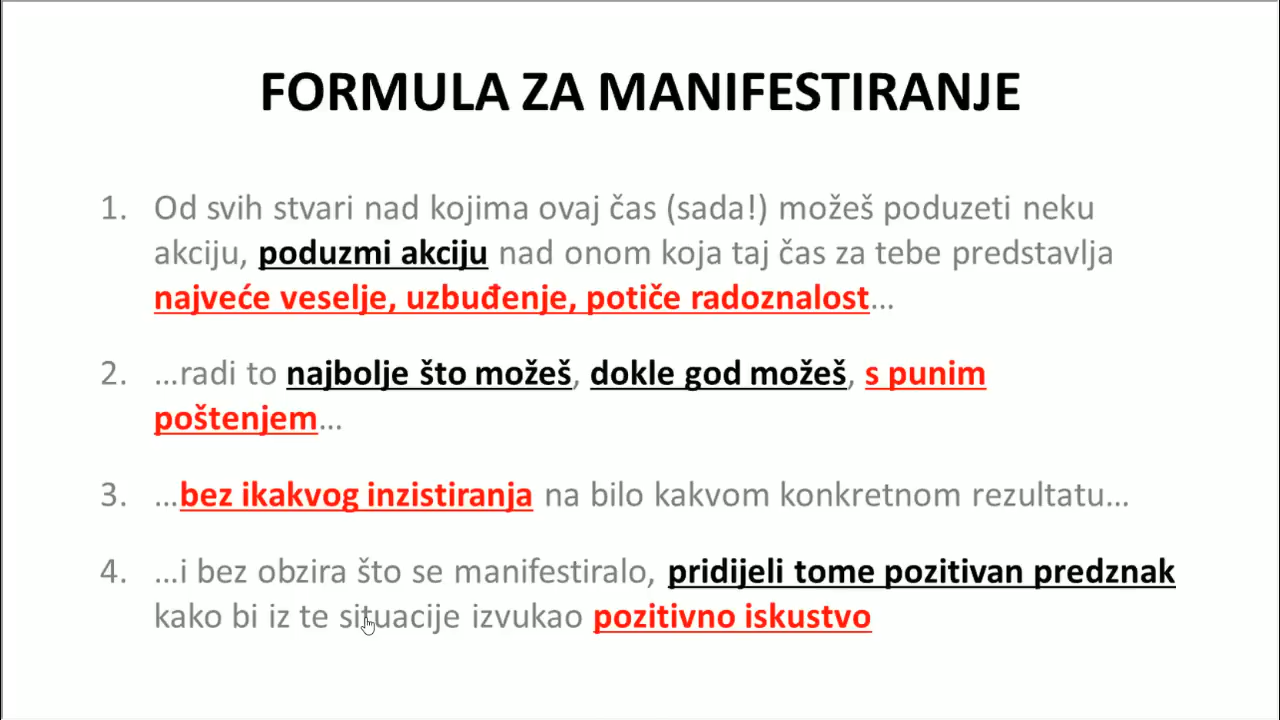 FORMULA ZA MANIFESTIRANJE
1. Od svih stvari nad kojima ovaj čas (sada!) možeš poduzeti neku
akciju, poduzmi akciju nad onom koja taj čas za tebe predstavlja
najveće veselje, uzbuđenje, potiče radoznalost...
2. ...radi to najbolje što možeš, dokle god možeš, s punim
poštenjem...
3. ...bez ikakvog inzistiranja na bilo kakvom konkretnom rezultatu...
4. ...i bez obzira što se manifestiralo, pridijeli tome pozitivan predznak
kako bi iz te situacije izvukao pozitivno iskustvo